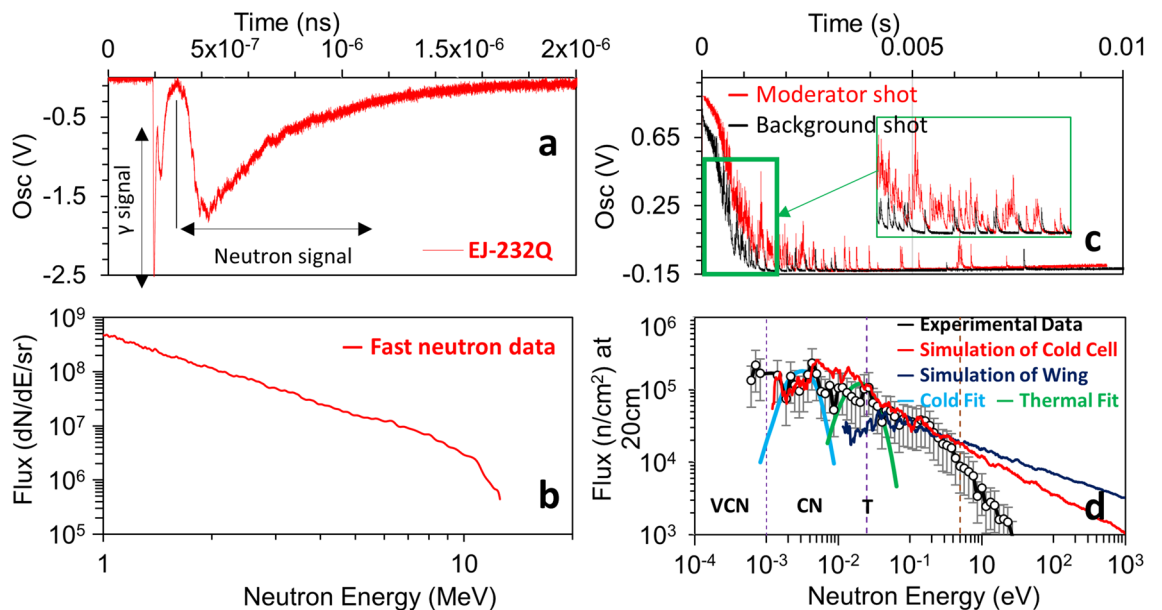 Time (ns)
0 5x10-7 10-6 1.5x10-6 2x10-6
-0.5
-1.5
-2.5
Osc (V)
γ signal
Neutron signal
EJ-232Q
a
Time (s)
0 0.005 0.01
0.65
0.25
-0.15
Osc (V)
Moderator shot
Background shot
c
10⁹
10⁸
10⁷
10⁶
10⁵
Flux (dN/dE/sr)
Fast neutron data
b
1 10
Neutron Energy (MeV)
10⁶
10⁵
10⁴
10³
Flux (n/cm2) at
20cm
Experimental Data
Simulation of Cold Cell
Simulation of Wing
Cold Fit Thermal Fit
VCN CN T
d
10⁻⁴ 10⁻³ 10⁻² 10⁻¹ 10⁰ 10 10² 10³
Neutron Energy (eV)